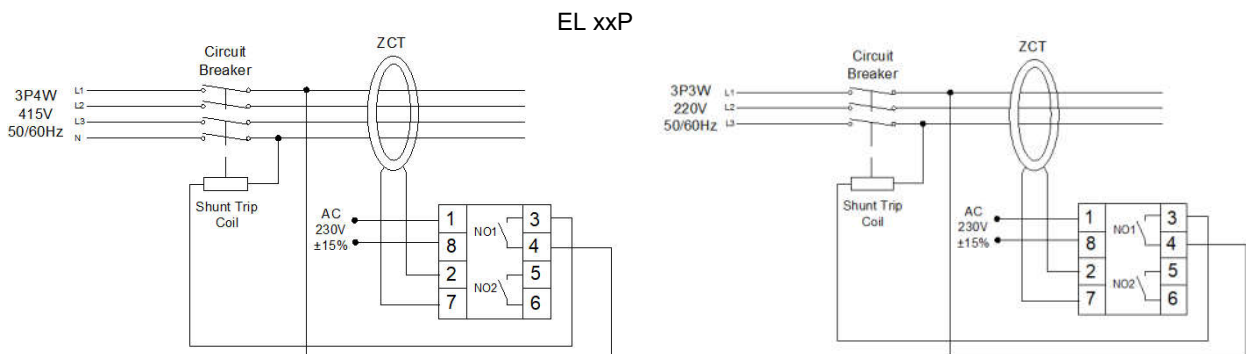 EL xxP
ZCT
Circuit
Breaker
3P4W
415V
50/60Hz
L1
L2
L3
N
Shunt Trip
Coil
AC
230V
±15%
1
8
2
7
NO1
NO2
3
4
5
6
ZCT
Circuit
Breaker
3P3W
220V
50/60Hz
L1
L2
L3
Shunt Trip
Coil
AC
230V
±15%
1
8
2
7
NO1
NO2
3
4
5
6